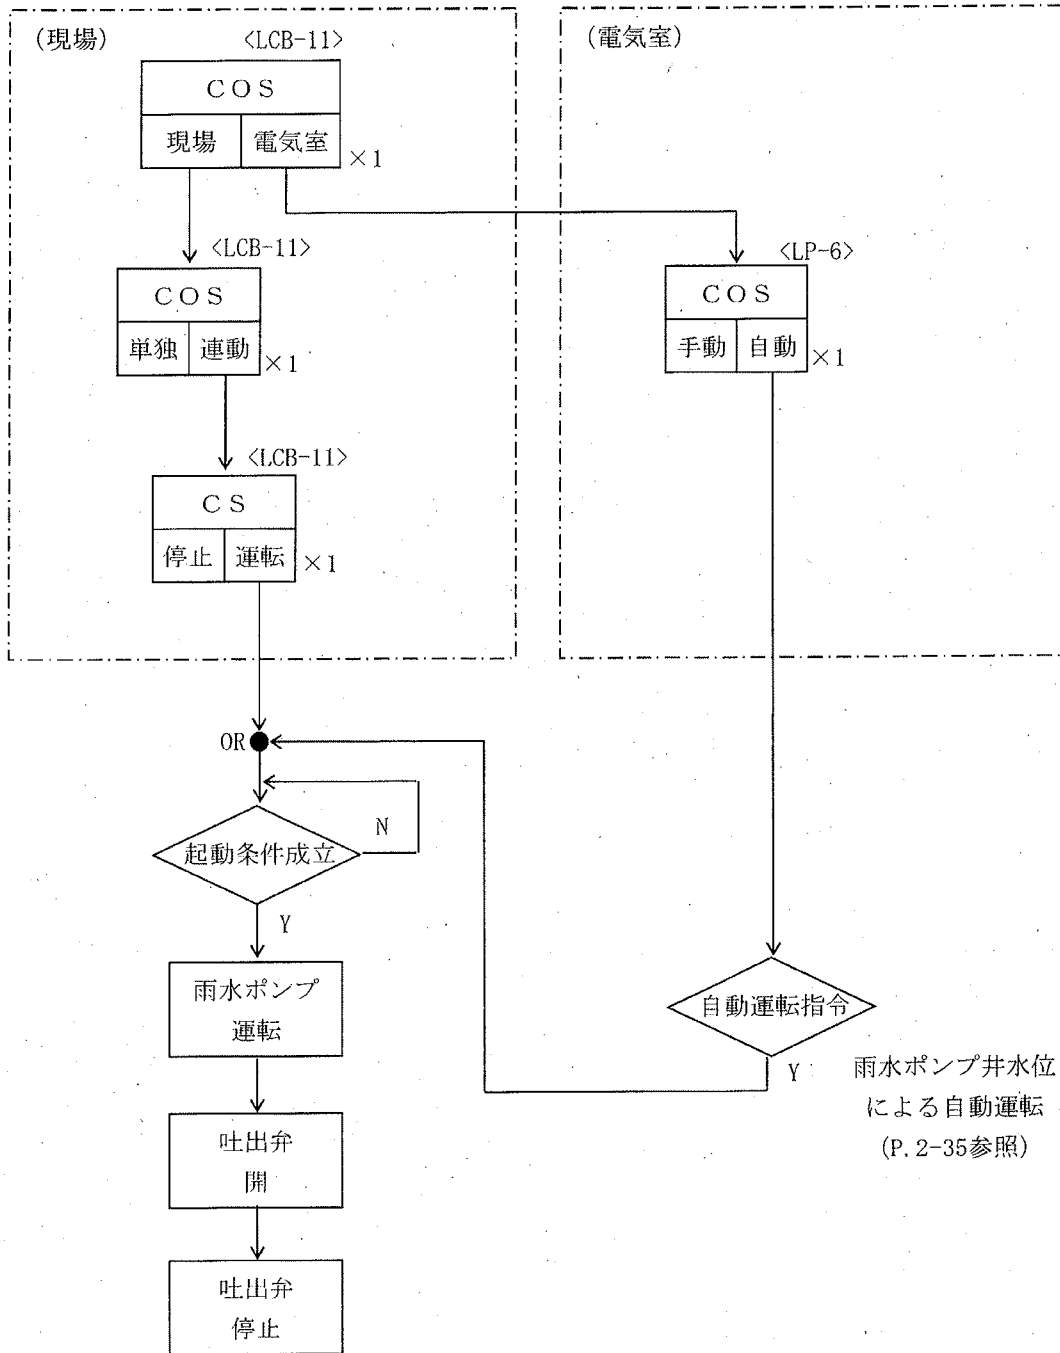 (現場)
<LCB-11>
COS
現場 電気室
×1
<LCB-11>
COS
単独 連動
×1
<LCB-11>
CS
停止 運転
×1
(電気室)
<LP-6>
COS
手動 自動
×1
OR
N
起動条件成立
Y
雨水ポンプ
運転
吐出弁
開
吐出弁
停止
自動運転指令
Y
雨水ポンプ井水位
による自動運転
(P.2-35参照)